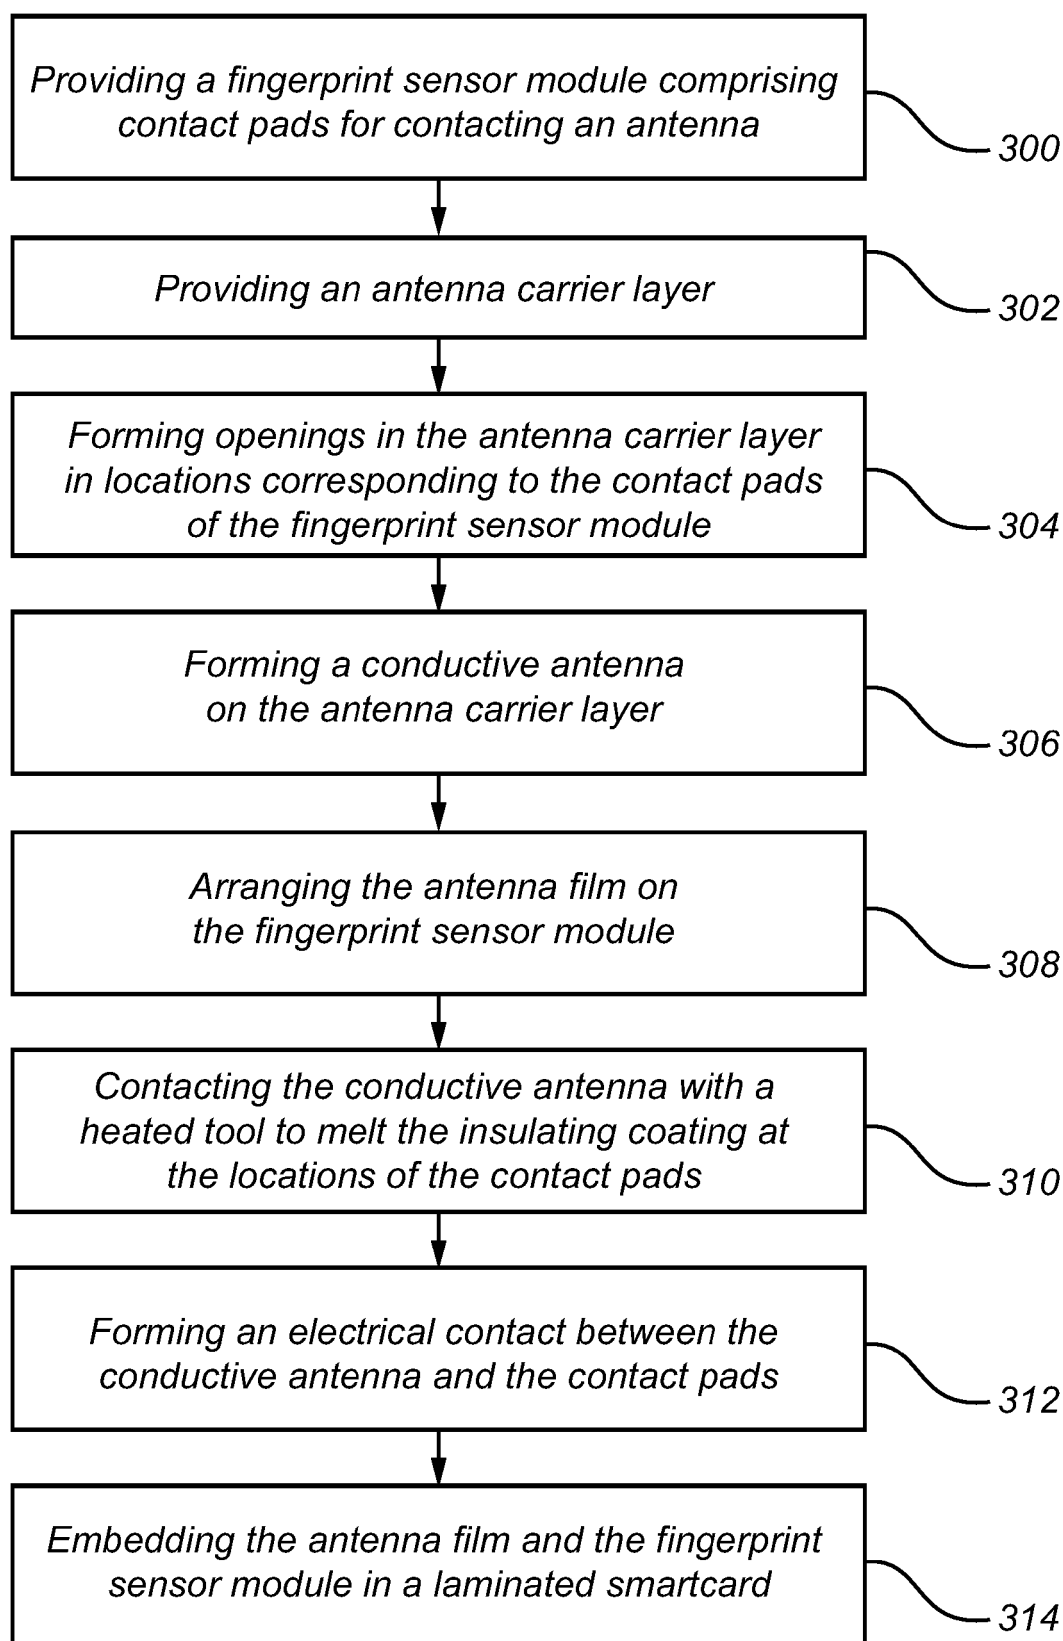 Providing a fingerprint sensor module comprising
contact pads for contacting an antenna
300
Providing an antenna carrier layer
302
Forming openings in the antenna carrier layer
in locations corresponding to the contact pads
of the fingerprint sensor module
304
Forming a conductive antenna
on the antenna carrier layer
306
Arranging the antenna film on
the fingerprint sensor module
308
Contacting the conductive antenna with a
heated tool to melt the insulating coating at
the locations of the contact pads
310
Forming an electrical contact between the
conductive antenna and the contact pads
312
Embedding the antenna film and the fingerprint
sensor module in a laminated smartcard
314